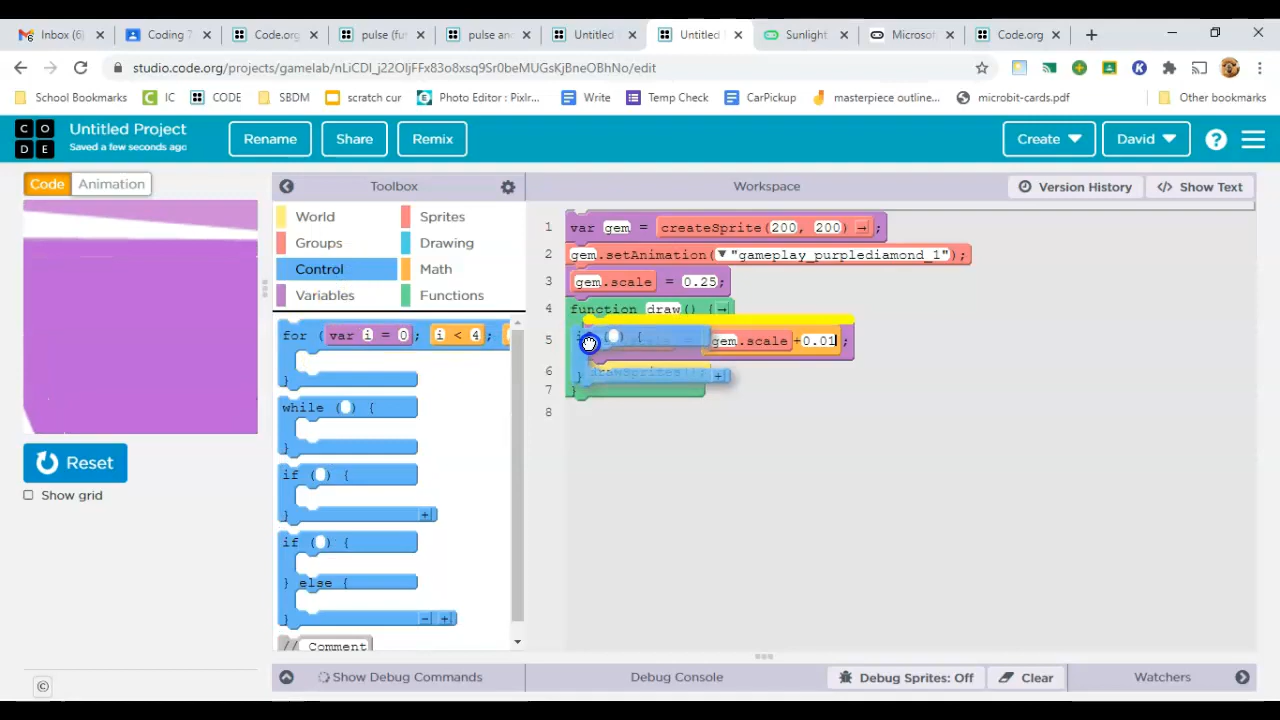 Inbox (6)
Coding 7
Code.org
pulse (fu
pulse an
Untitled
Untitled
Sunlight
Microsof
Code.org
studio.code.org/projects/gamelab/nLiCDI_j22OIjFFx83o8xsq9Sr0beMUGsKjBneOBhNo/edit
School Bookmarks
IC
CODE
SBDM
scratch cur
Photo Editor : Pixlr...
Write
Temp Check
CarPickup
masterpiece outline...
microbit-cards.pdf
Other bookmarks
CO
DE
Untitled Project
Saved a few seconds ago
Rename
Share
Remix
Create
David
?
Code
Animation
Toolbox
Workspace
Version History
</> Show Text
World
Sprites
Groups
Drawing
Control
Math
Variables
Functions
for ( var i = 0 ; i < 4 ;
}
while ( ) {
}
if ( ) {
} +
if ( ) {
} else {
} - +
// Comment
1 var gem = createSprite(200, 200) → ;
2 gem.setAnimation( ▼ "gameplay_purplediamond_1");
3 gem.scale = 0.25;
4 function draw() { →
5 gem.scale +0.01 ;
6 drawSprites();
7 }
8
Reset
Show grid
©
Show Debug Commands
Debug Console
Debug Sprites: Off
Clear
Watchers